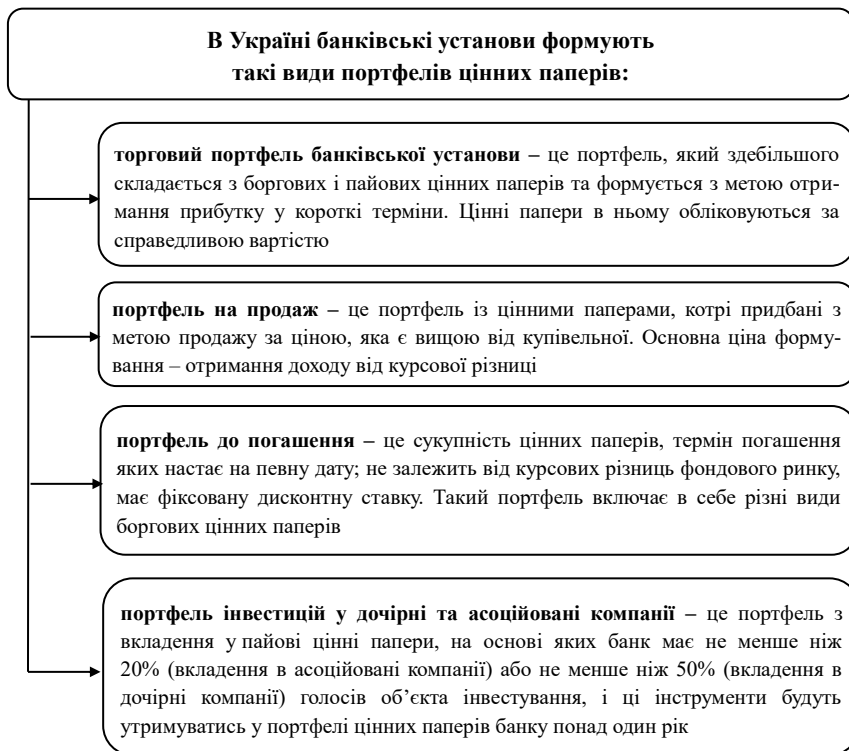 В Україні банківські установи формують
такі види портфелів цінних паперів:
торговий портфель банківської установи – це портфель, який здебільшого
складається з боргових і пайових цінних паперів та формується з метою отри-
мання прибутку у короткі терміни. Цінні папери в ньому обліковуються за
справедливою вартістю
портфель на продаж – це портфель із цінними паперами, котрі придбані з
метою продажу за ціною, яка є вищою від купівельної. Основна ціна форму-
вання – отримання доходу від курсової різниці
портфель до погашення – це сукупність цінних паперів, термін погашення
яких настає на певну дату; не залежить від курсових різниць фондового ринку,
має фіксовану дисконтну ставку. Такий портфель включає в себе різні види
боргових цінних паперів
портфель інвестицій у дочірні та асоційовані компанії – це портфель з
вкладення у пайові цінні папери, на основі яких банк має не менше ніж
20% (вкладення в асоційовані компанії) або не менше ніж 50% (вкладення в
дочірні компанії) голосів об’єкта інвестування, і ці інструменти будуть
утримуватись у портфелі цінних паперів банку понад один рік